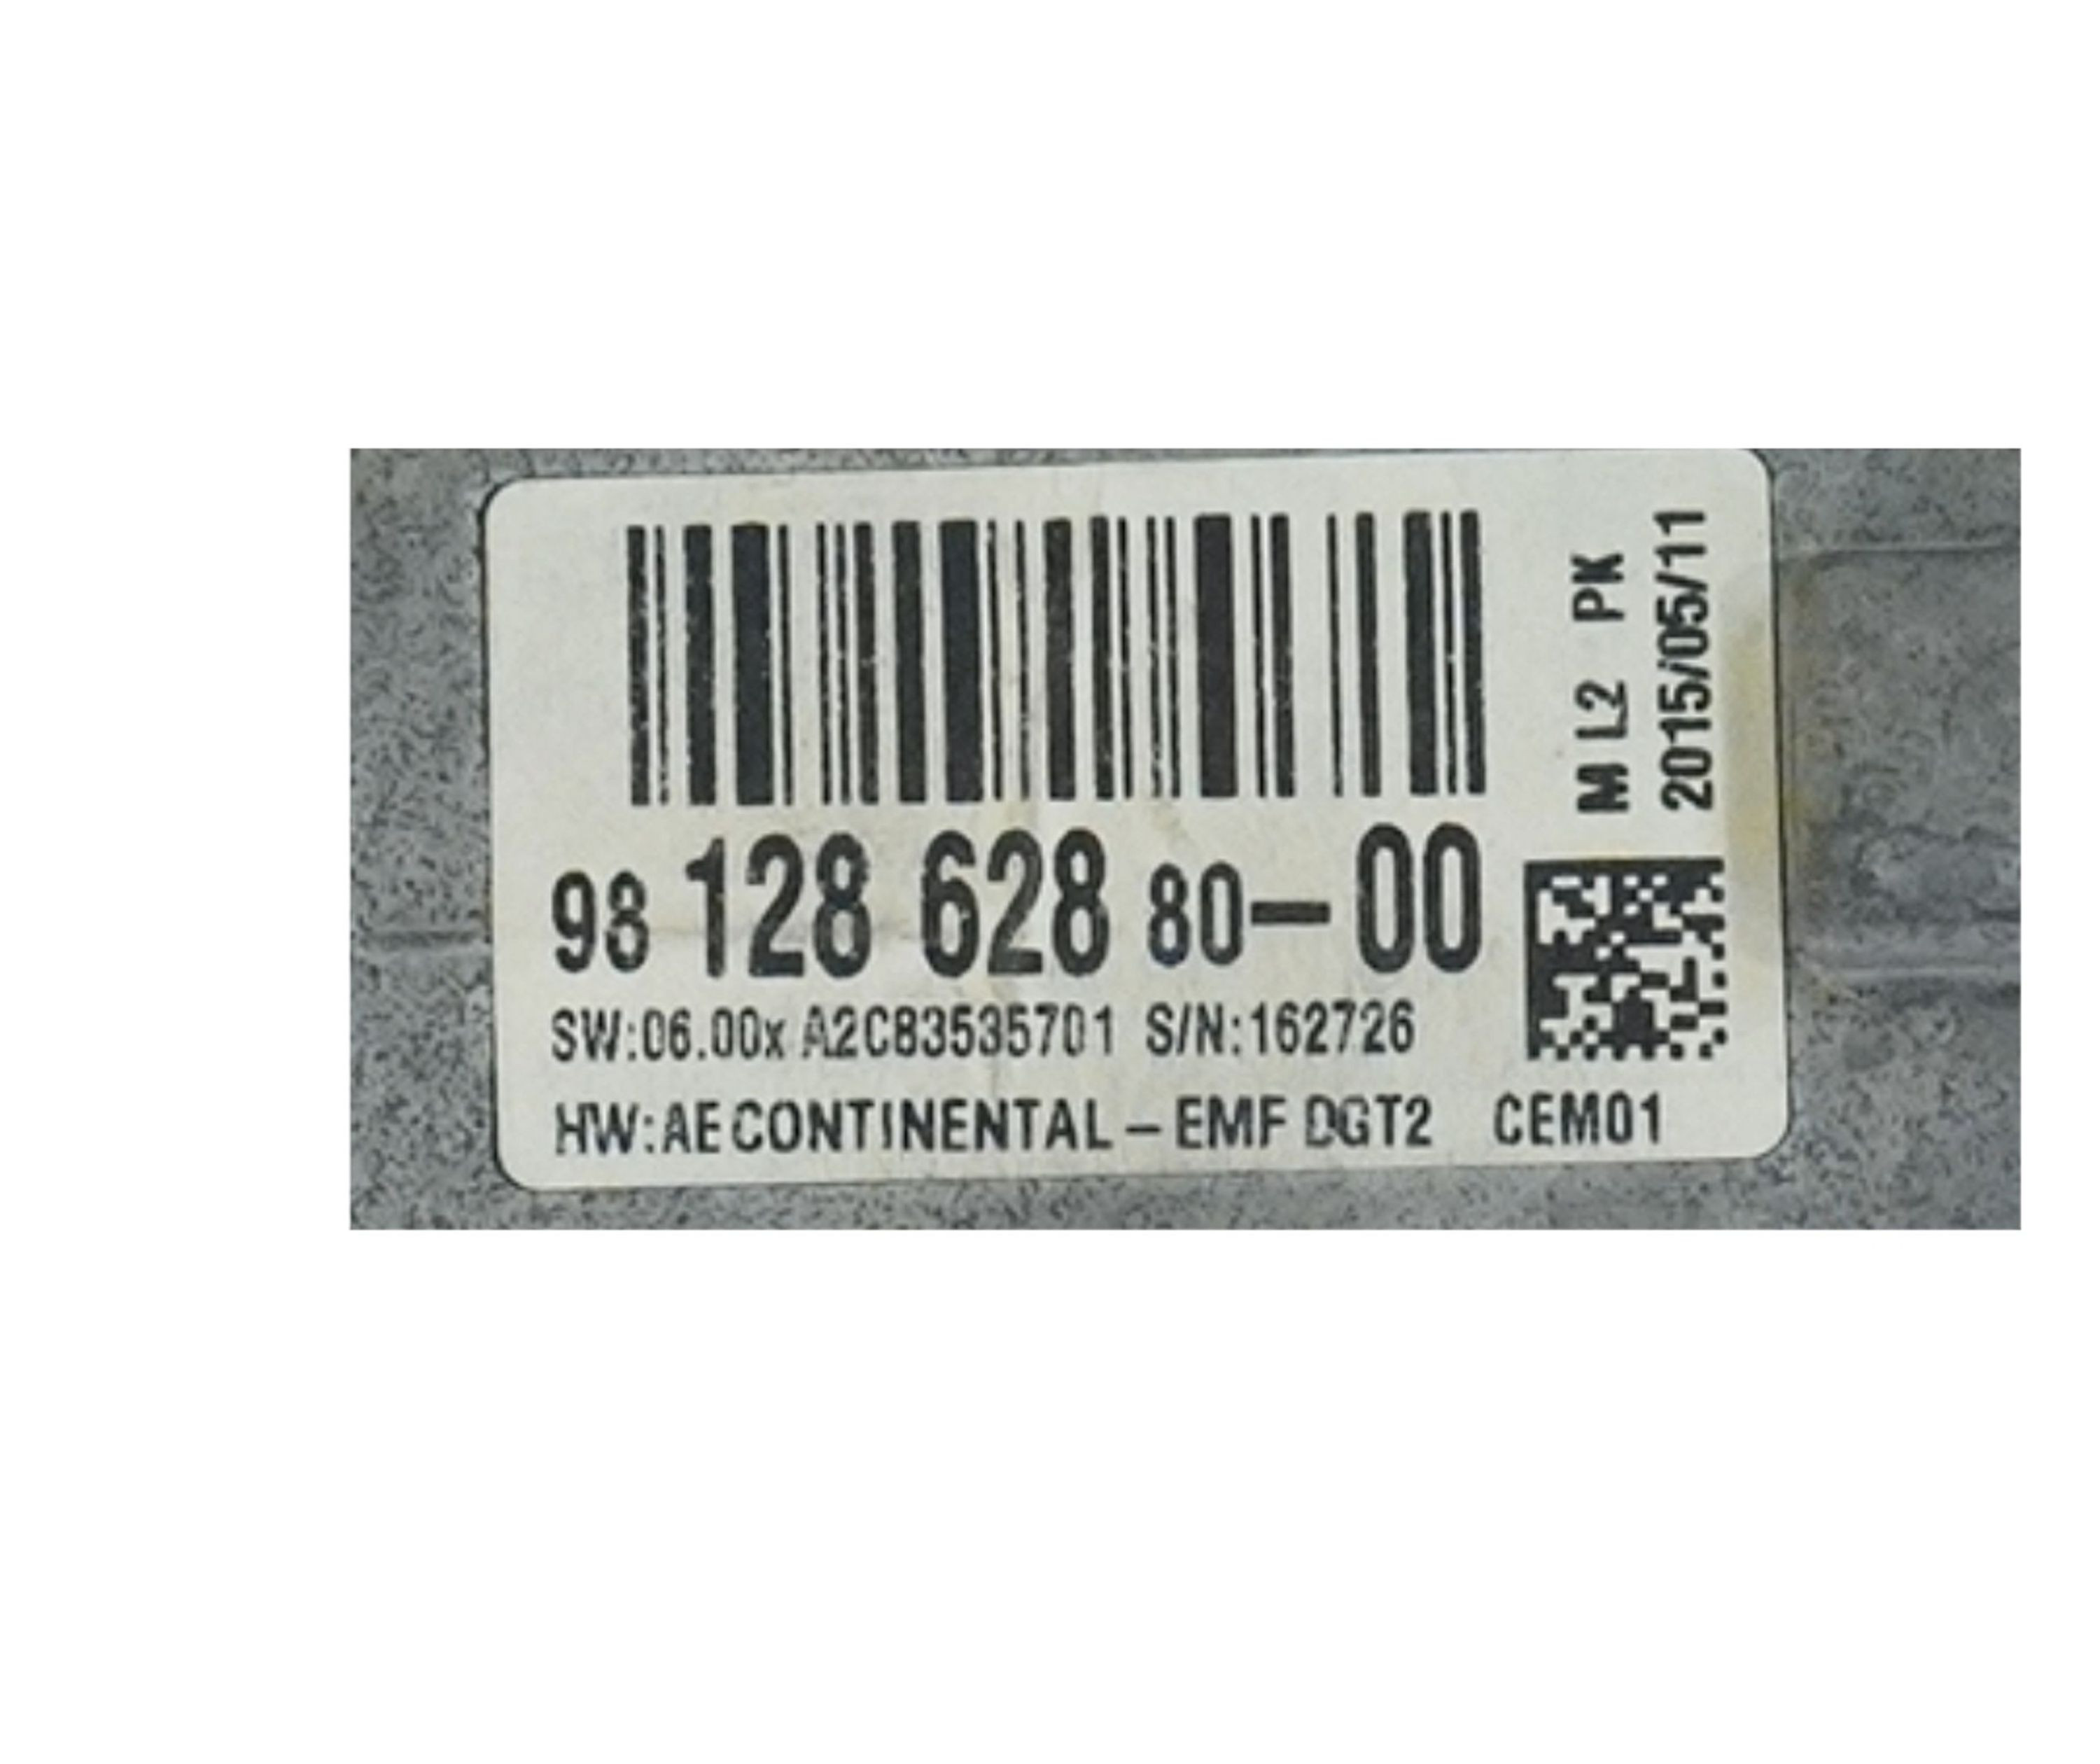 98 128 628 80-00
SW:06.00x A2C83535701 S/N:162726
HW:AE CONTINENTAL - EMF DGT2 CEM01
M L2 PK
2015/05/11